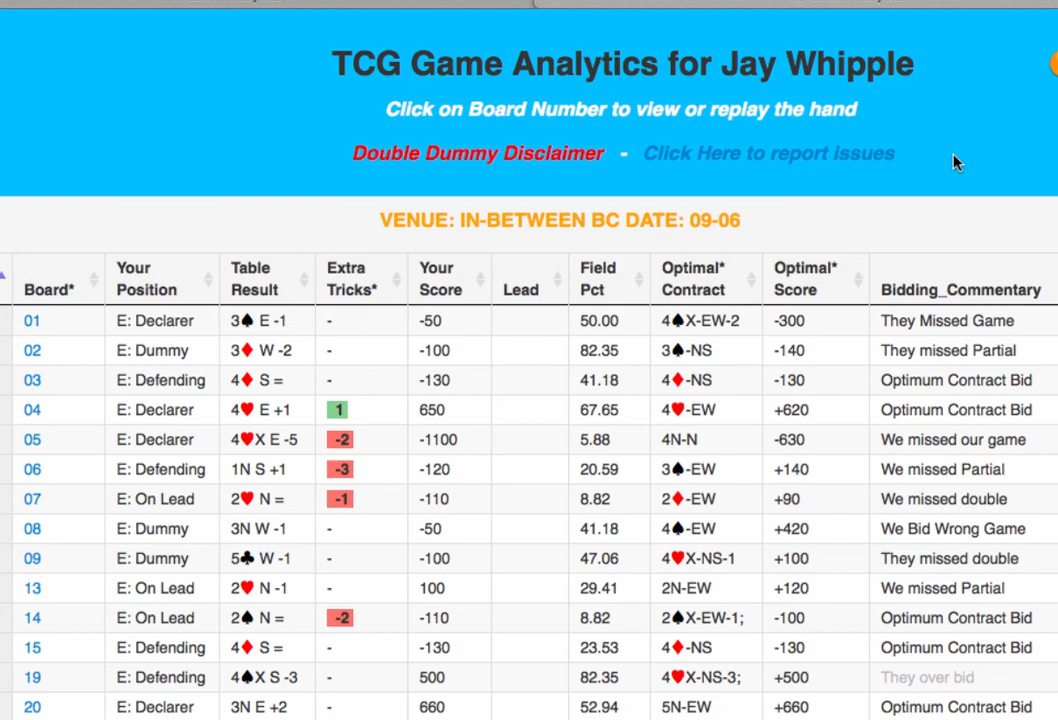 TCG Game Analytics for Jay Whipple
Click on Board Number to view or replay the hand
Double Dummy Disclaimer - Click Here to report issues
VENUE: IN-BETWEEN BC DATE: 09-06
Board* Your Position Table Result Extra Tricks* Your Score Lead Field Pct Optimal* Contract Optimal* Score Bidding_Commentary
01 E: Declarer 3♠ E -1 - -50 50.00 4♠X-EW-2 -300 They Missed Game
02 E: Dummy 3♦ W -2 - -100 82.35 3♠-NS -140 They missed Partial
03 E: Defending 4♦ S = - -130 41.18 4♦-NS -130 Optimum Contract Bid
04 E: Declarer 4♥ E +1 1 650 67.65 4♥-EW +620 Optimum Contract Bid
05 E: Declarer 4♥X E -5 -2 -1100 5.88 4N-N -630 We missed our game
06 E: Defending 1N S +1 -3 -120 20.59 3♠-EW +140 We missed Partial
07 E: On Lead 2♥ N = -1 -110 8.82 2♦-EW +90 We missed double
08 E: Dummy 3N W -1 - -50 41.18 4♠-EW +420 We Bid Wrong Game
09 E: Dummy 5♣ W -1 - -100 47.06 4♥X-NS-1 +100 They missed double
13 E: On Lead 2♥ N -1 - 100 29.41 2N-EW +120 We missed Partial
14 E: On Lead 2♠ N = -2 -110 8.82 2♠X-EW-1; -100 Optimum Contract Bid
15 E: Defending 4♦ S = - -130 23.53 4♦-NS -130 Optimum Contract Bid
19 E: Defending 4♠X S -3 - 500 82.35 4♥X-NS-3; +500 They over bid
20 E: Declarer 3N E +2 - 660 52.94 5N-EW +660 Optimum Contract Bid